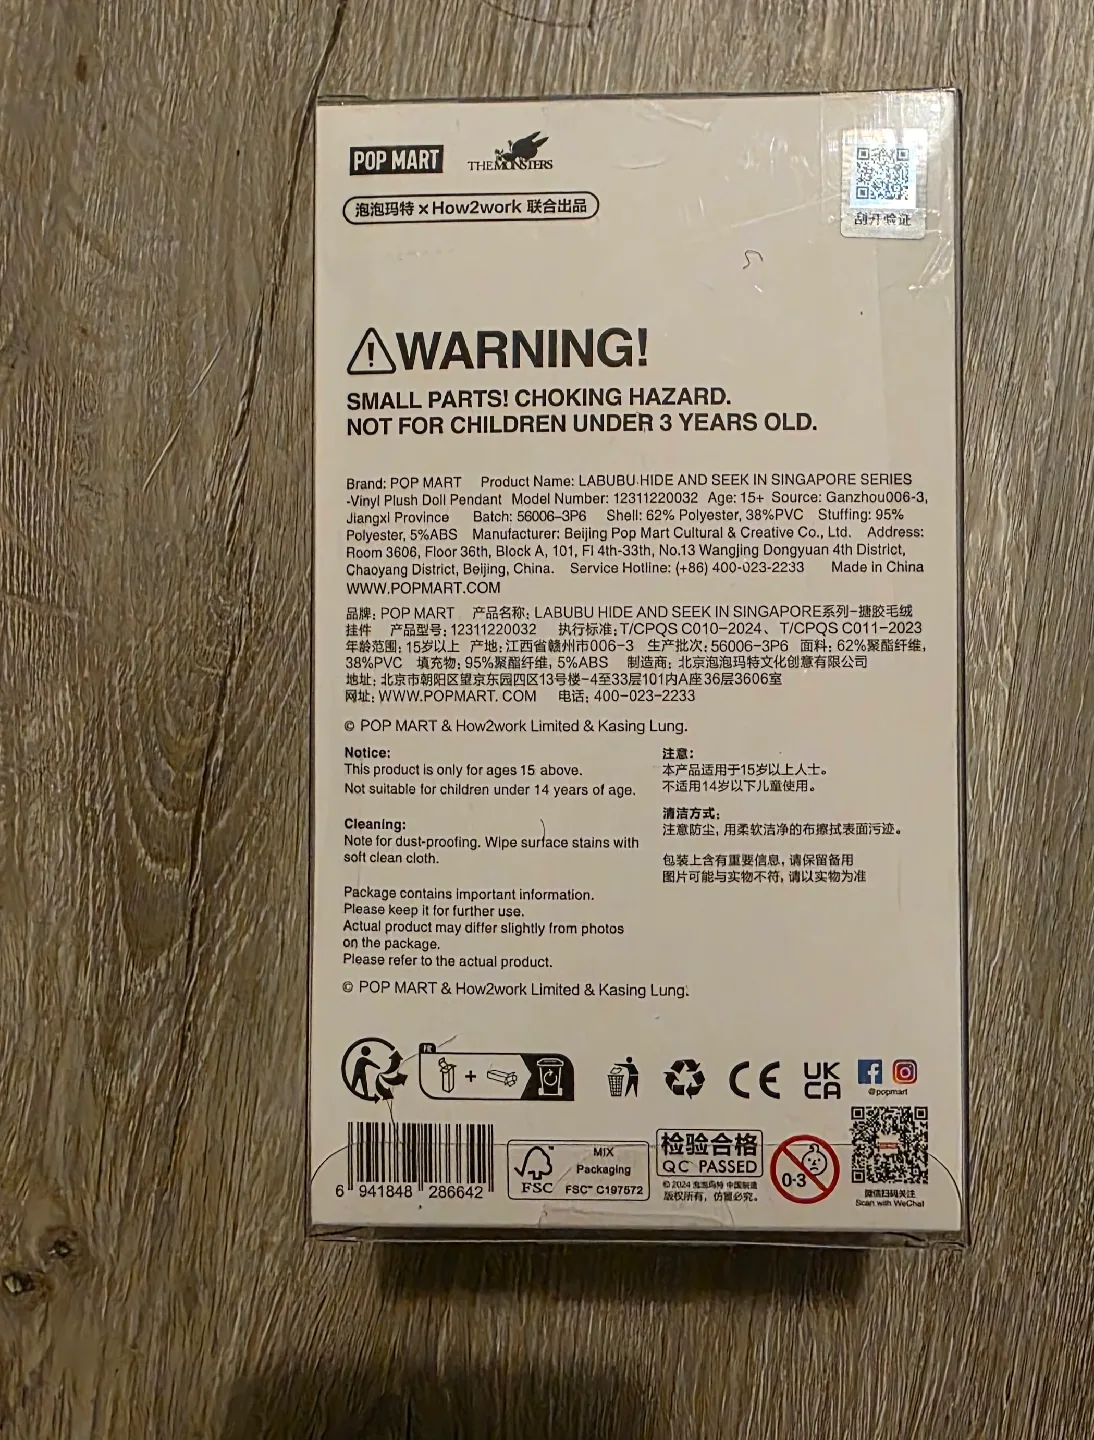 POP MART THE MONSTERS
泡泡玛特 × How2work 联合出品
刮开验证
WARNING!
SMALL PARTS! CHOKING HAZARD.
NOT FOR CHILDREN UNDER 3 YEARS OLD.
Brand: POP MART Product Name: LABUBU HIDE AND SEEK IN SINGAPORE SERIES
-Vinyl Plush Doll Pendant Model Number: 12311220032 Age: 15+ Source: Ganzhou006-3,
Jiangxi Province Batch: 56006-3P6 Shell: 62% Polyester, 38%PVC Stuffing: 95%
Polyester, 5%ABS Manufacturer: Beijing Pop Mart Cultural & Creative Co., Ltd. Address:
Room 3606, Floor 36th, Block A, 101, Fl 4th-33th, No.13 Wangjing Dongyuan 4th District,
Chaoyang District, Beijing, China. Service Hotline: (+86) 400-023-2233 Made in China
WWW.POPMART.COM
品牌: POP MART 产品名称: LABUBU HIDE AND SEEK IN SINGAPORE系列-搪胶毛绒
挂件 产品型号: 12311220032 执行标准: T/CPQS C010-2024、T/CPQS C011-2023
年龄范围: 15岁以上 产地: 江西省赣州市006-3 生产批次: 56006-3P6 面料: 62%聚酯纤维,
38%PVC 填充物: 95%聚酯纤维, 5%ABS 制造商: 北京泡泡玛特文化创意有限公司
地址: 北京市朝阳区望京东园四区13号楼-4至33层101内A座36层3606室
网址: WWW.POPMART. COM 电话: 400-023-2233
© POP MART & How2work Limited & Kasing Lung.
Notice:
This product is only for ages 15 above.
Not suitable for children under 14 years of age.
Cleaning:
Note for dust-proofing. Wipe surface stains with
soft clean cloth.
Package contains important information.
Please keep it for further use.
Actual product may differ slightly from photos
on the package.
Please refer to the actual product.
注意:
本产品适用于15岁以上人士。
不适用14岁以下儿童使用。
清洁方式:
注意防尘, 用柔软洁净的布擦拭表面污迹。
包装上含有重要信息, 请保留备用
图片可能与实物不符, 请以实物为准
© POP MART & How2work Limited & Kasing Lung.
FR
CE
UK
CA
@popmart
6 941848 286642
FSC
MIX
Packaging
FSC™ C197572
检验合格
QC PASSED
© 2024 泡泡玛特 中国制造
版权所有, 仿冒必究。
0-3
微信扫码关注
Scan with WeChat